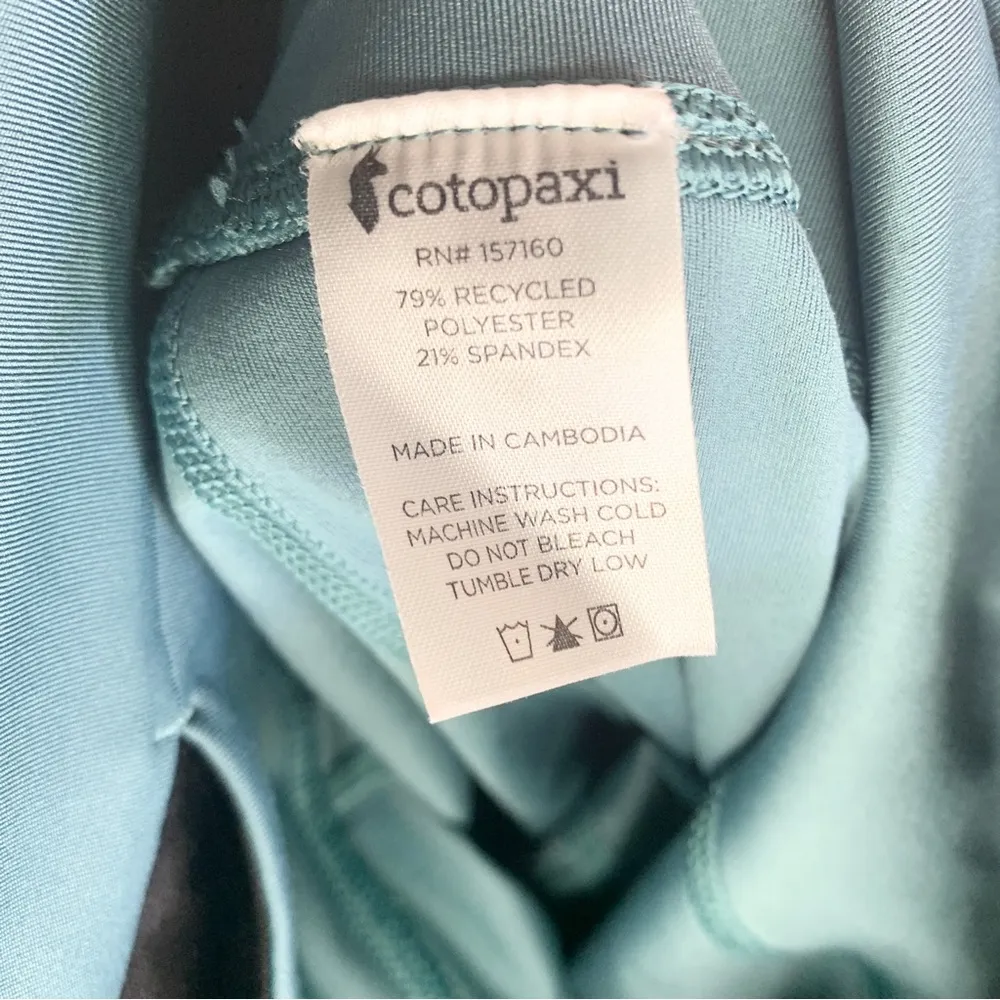 cotopaxi
RN# 157160
79% RECYCLED
POLYESTER
21% SPANDEX
MADE IN CAMBODIA
CARE INSTRUCTIONS:
MACHINE WASH COLD
DO NOT BLEACH
TUMBLE DRY LOW